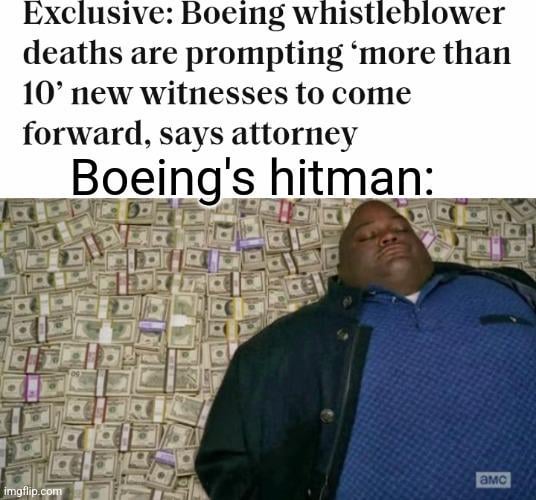 Exclusive: Boeing whistleblower
deaths are prompting ‘more than
10’ new witnesses to come
forward, says attorney
Boeing's hitman:
amc
imgflip.com